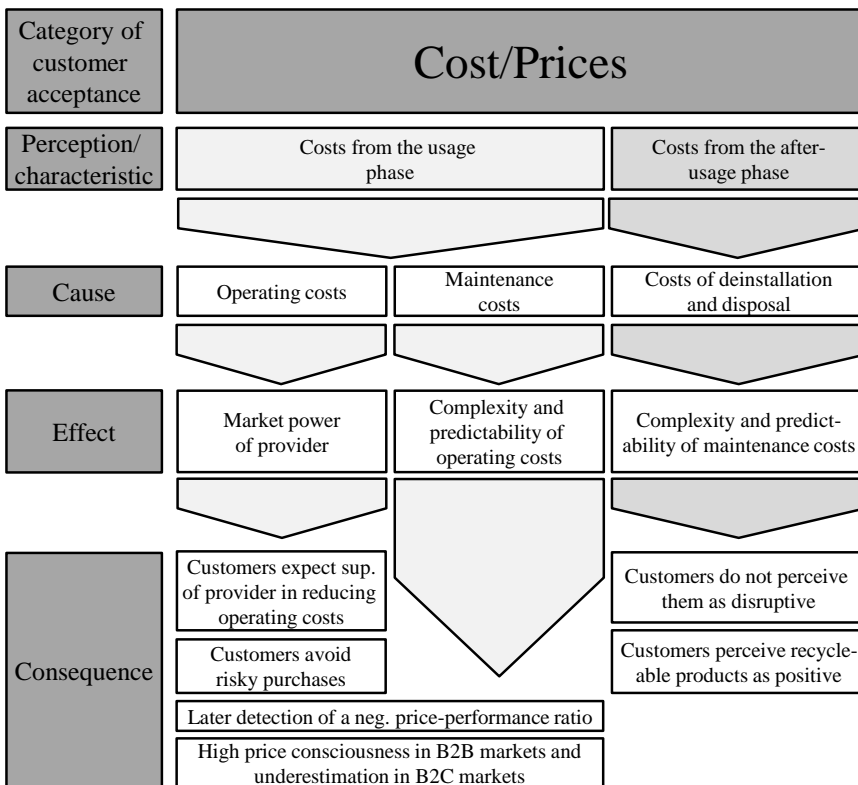 Category of
customer
acceptance
Cost/Prices
Perception/
characteristic
Costs from the usage
phase
Costs from the after-
usage phase
Cause
Operating costs
Maintenance
costs
Costs of deinstallation
and disposal
Effect
Market power
of provider
Complexity and
predictability of
operating costs
Complexity and predict-
ability of maintenance costs
Consequence
Customers expect sup.
of provider in reducing
operating costs
Customers avoid
risky purchases
Later detection of a neg. price-performance ratio
High price consciousness in B2B markets and
underestimation in B2C markets
Customers do not perceive
them as disruptive
Customers perceive recycle-
able products as positive